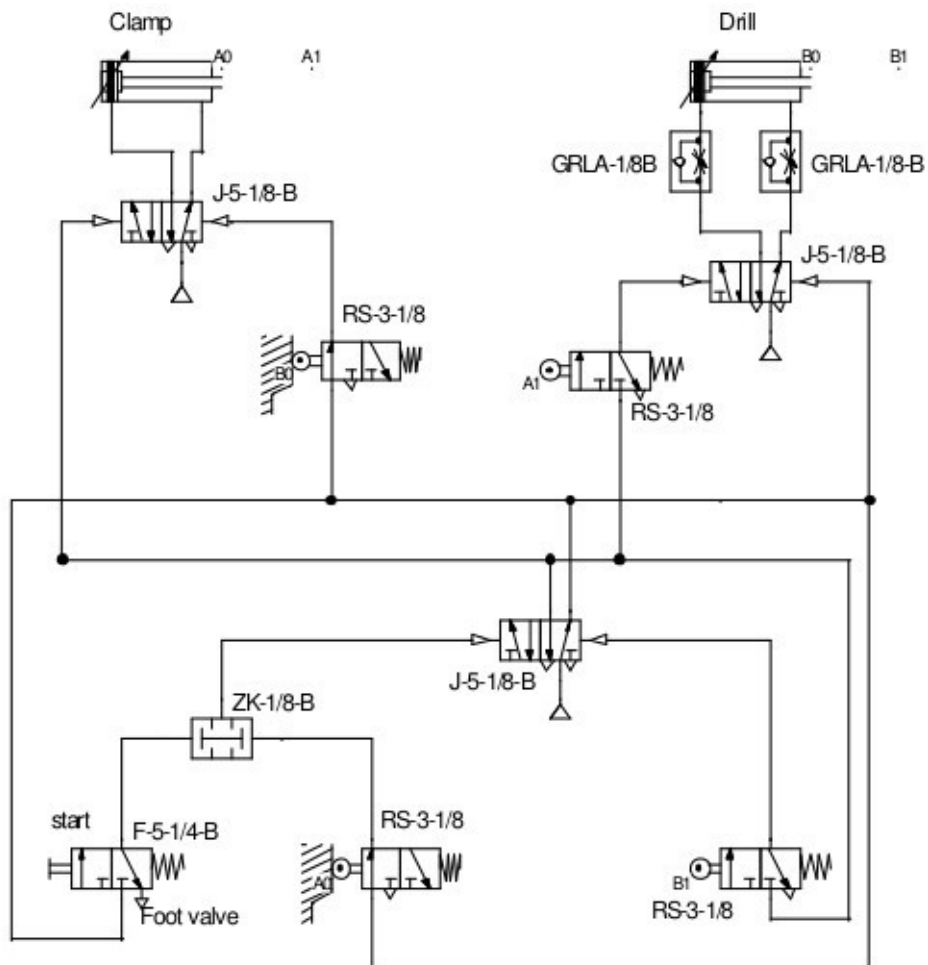 Clamp
Drill
A0
A1
B0
B1
GRLA-1/8B
GRLA-1/8-B
J-5-1/8-B
J-5-1/8-B
RS-3-1/8
B0
A1
RS-3-1/8
J-5-1/8-B
ZK-1/8-B
start
F-5-1/4-B
RS-3-1/8
A0
B1
RS-3-1/8
Foot valve